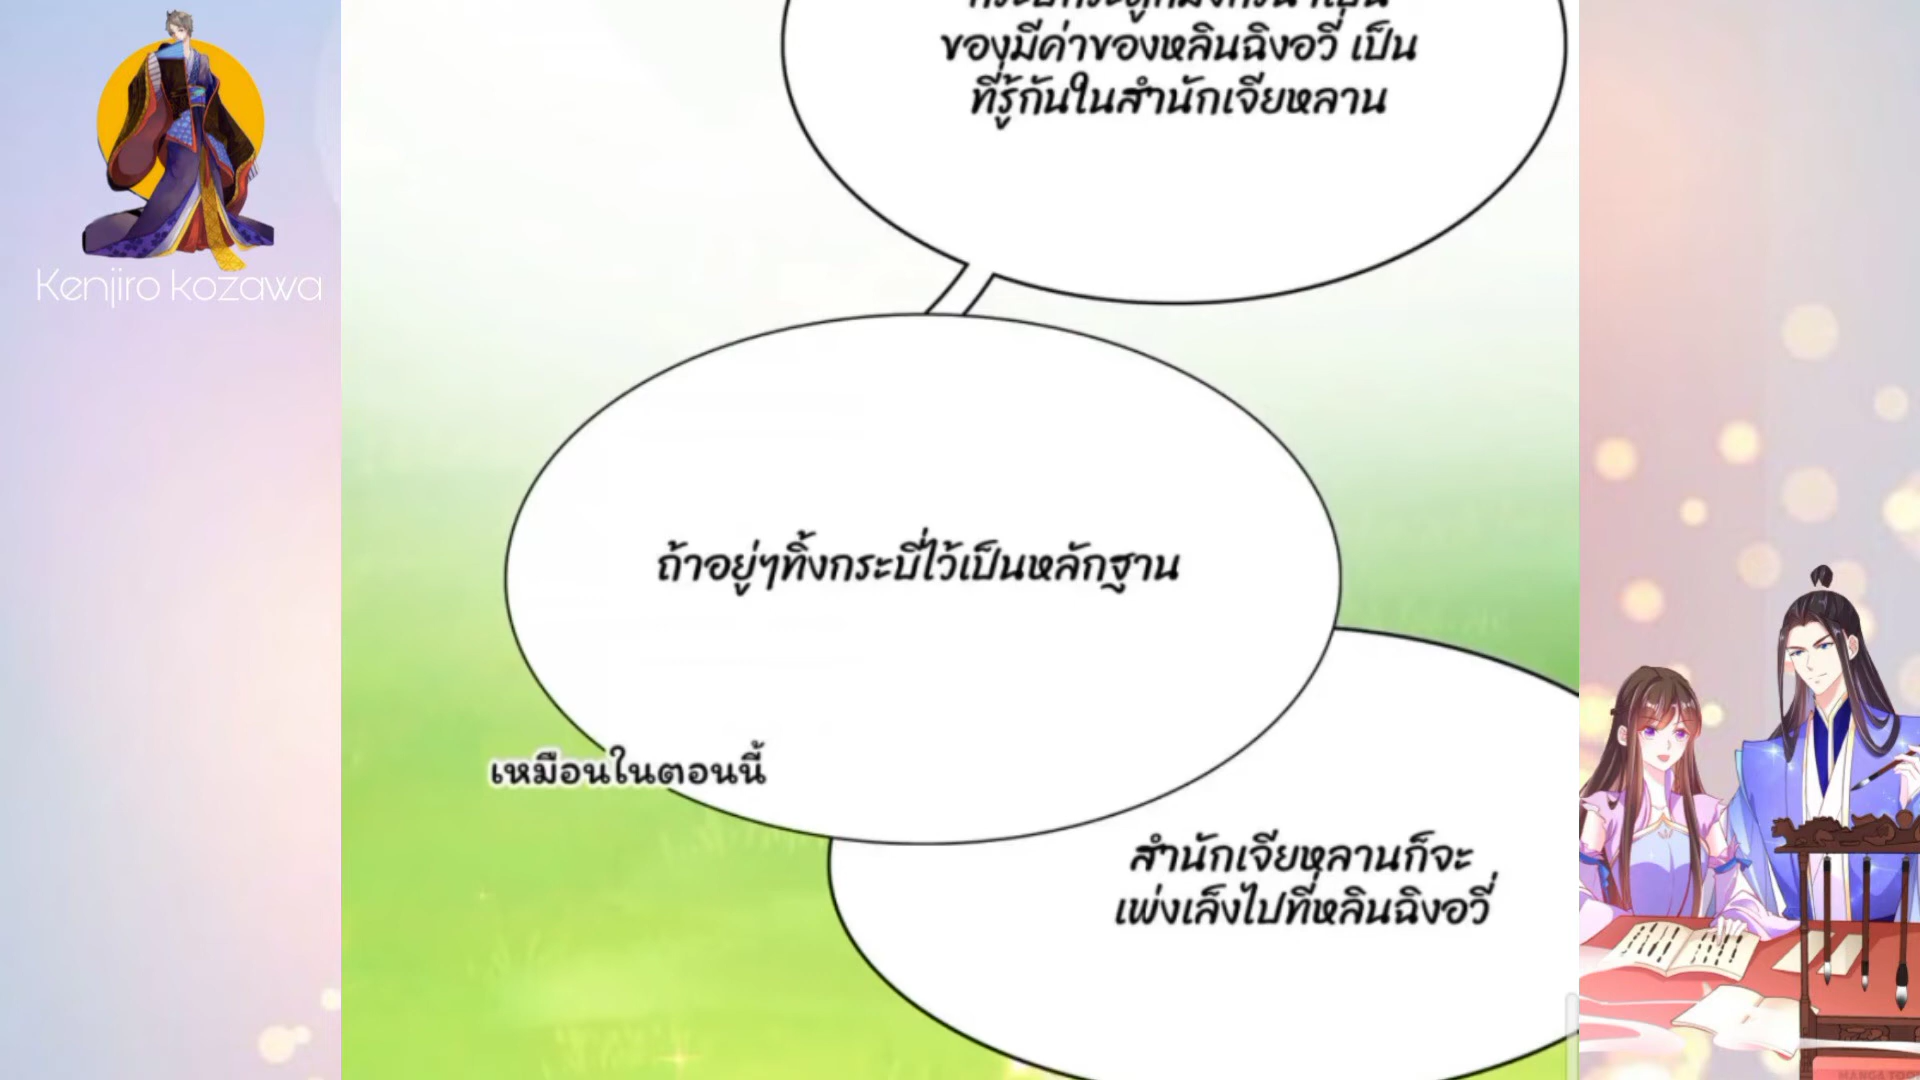 ของมีค่าของหลินฉิงอวี่ เป็น
ที่รู้กันในสำนักเจียหลาน
Kenjiro kozawa
ถ้าอยู่ๆทิ้งกระบี่ไว้เป็นหลักฐาน
เหมือนในตอนนี้
สำนักเจียหลานก็จะ
เพ่งเล็งไปที่หลินฉิงอวี่
MANGATOON